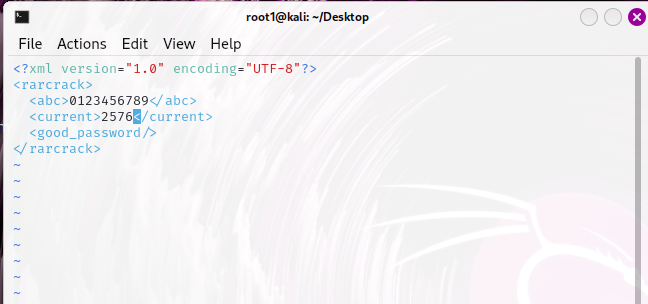 root1@kali: ~/Desktop
File Actions Edit View Help
<?xml version="1.0" encoding="UTF-8"?>
<rarcrack>
  <abc>0123456789</abc>
  <current>2576</current>
  <good_password/>
</rarcrack>
~
~
~
~
~
~
~
~
~